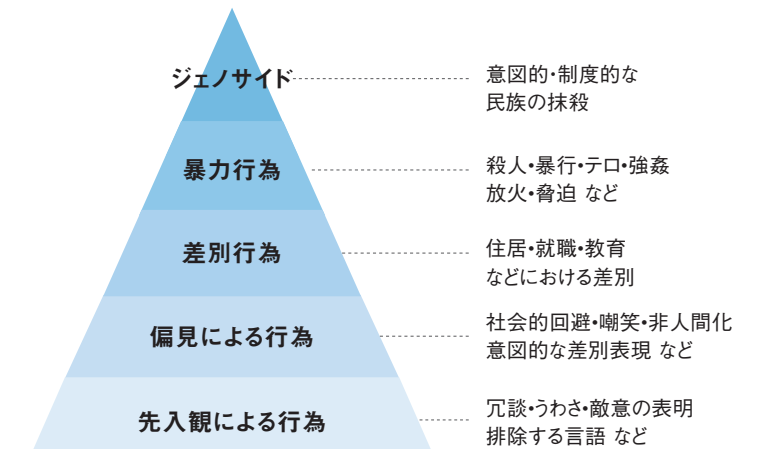 ジェノサイド
意図的・制度的な
民族の抹殺
暴力行為
殺人・暴行・テロ・強姦
放火・脅迫 など
差別行為
住居・就職・教育
などにおける差別
偏見による行為
社会的回避・嘲笑・非人間化
意図的な差別表現 など
先入観による行為
冗談・うわさ・敵意の表明
排除する言語 など